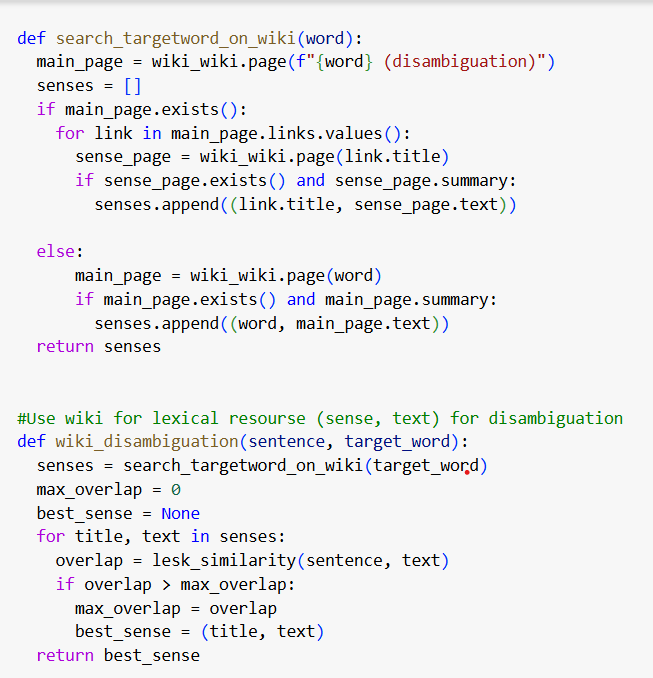 def search_targetword_on_wiki(word):
  main_page = wiki_wiki.page(f"{word} (disambiguation)")
  senses = []
  if main_page.exists():
    for link in main_page.links.values():
      sense_page = wiki_wiki.page(link.title)
      if sense_page.exists() and sense_page.summary:
        senses.append((link.title, sense_page.text))

  else:
      main_page = wiki_wiki.page(word)
      if main_page.exists() and main_page.summary:
        senses.append((word, main_page.text))
  return senses


#Use wiki for lexical resourse (sense, text) for disambiguation
def wiki_disambiguation(sentence, target_word):
  senses = search_targetword_on_wiki(target_word)
  max_overlap = 0
  best_sense = None
  for title, text in senses:
    overlap = lesk_similarity(sentence, text)
    if overlap > max_overlap:
      max_overlap = overlap
      best_sense = (title, text)
  return best_sense